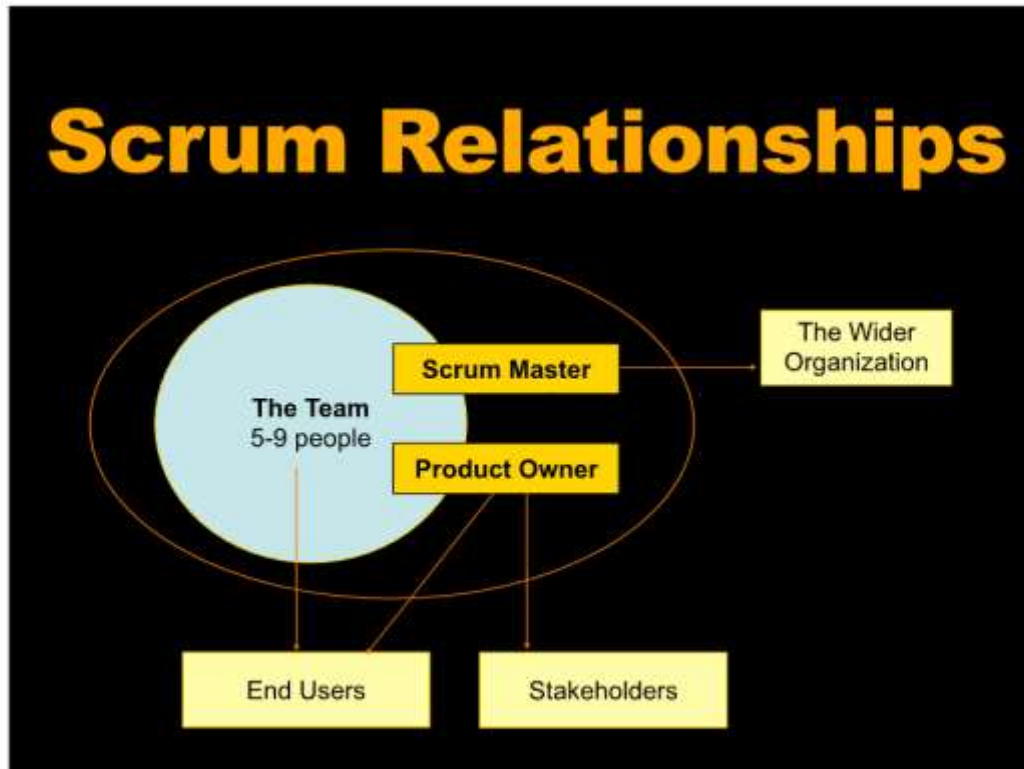 Scrum Relationships
The Wider
Organization
Scrum Master
The Team
5-9 people
Product Owner
End Users
Stakeholders